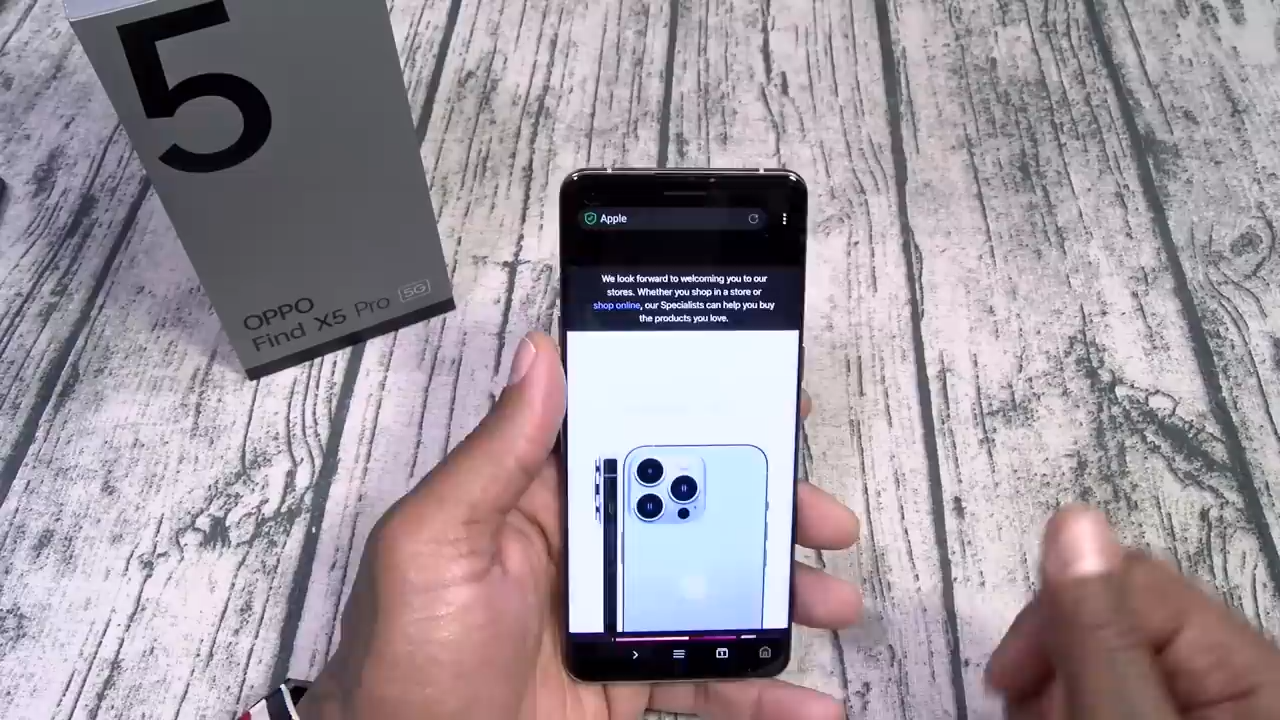 5
OPPO
Find X5 Pro 5G
Apple
We look forward to welcoming you to our
stores. Whether you shop in a store or
shop online, our Specialists can help you buy
the products you love.
1